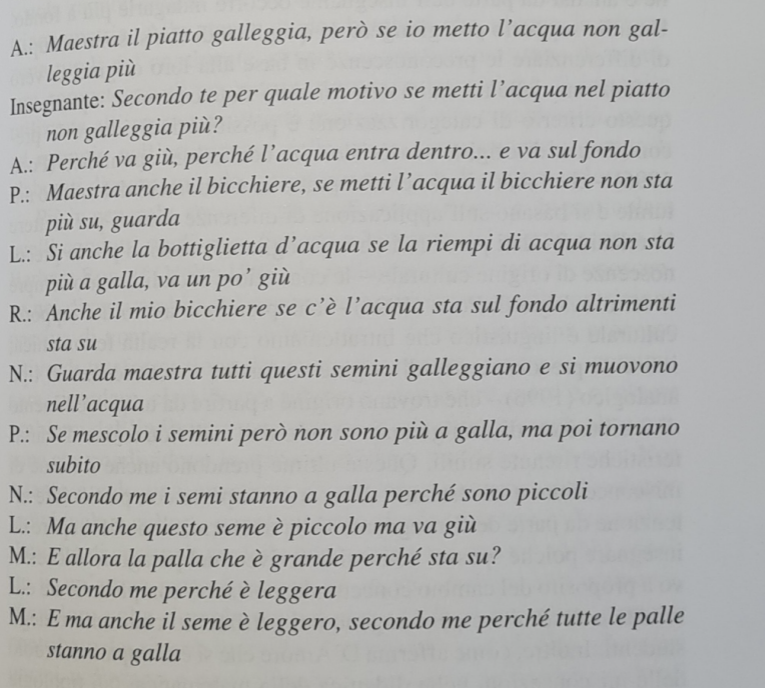 A.: Maestra il piatto galleggia, però se io metto l'acqua non gal-
leggia più
Insegnante: Secondo te per quale motivo se metti l'acqua nel piatto
non galleggia più?
A.: Perché va giù, perché l'acqua entra dentro... e va sul fondo
P.: Maestra anche il bicchiere, se metti l'acqua il bicchiere non sta
più su, guarda
L.: Si anche la bottiglietta d'acqua se la riempi di acqua non sta
più a galla, va un po' giù
R.: Anche il mio bicchiere se c'è l'acqua sta sul fondo altrimenti
sta su
N.: Guarda maestra tutti questi semini galleggiano e si muovono
nell'acqua
P.: Se mescolo i semini però non sono più a galla, ma poi tornano
subito
N.: Secondo me i semi stanno a galla perché sono piccoli
L.: Ma anche questo seme è piccolo ma va giù
M.: E allora la palla che è grande perché sta su?
L.: Secondo me perché è leggera
M.: E ma anche il seme è leggero, secondo me perché tutte le palle
stanno a galla